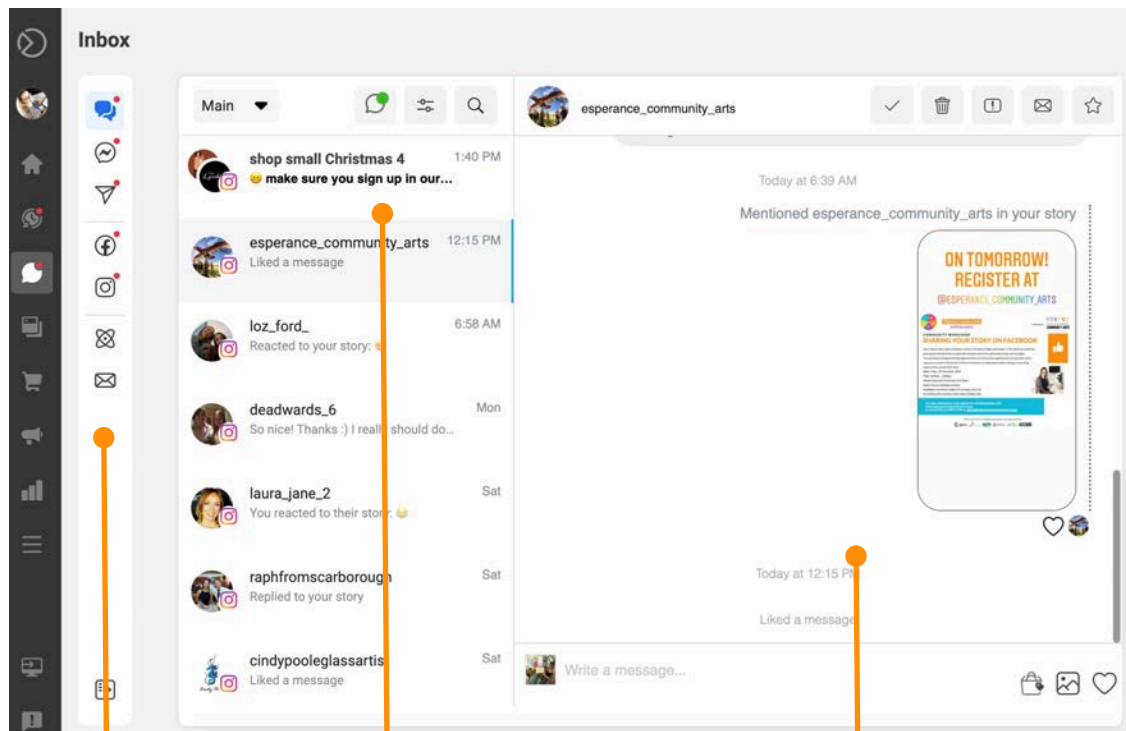 Inbox
Main
shop small Christmas 4
1:40 PM
make sure you sign up in our...
esperance_community_arts
12:15 PM
Liked a message
loz_ford_
6:58 AM
Reacted to your story:
deadwards_6
Mon
So nice! Thanks :) I really should do...
laura_jane_2
Sat
You reacted to their story:
raphfromscarborough
Sat
Replied to your story
cindypooleglassartist
Sat
Liked a message
esperance_community_arts
Today at 6:39 AM
Mentioned esperance_community_arts in your story
ON TOMORROW!
REGISTER AT
@ESPERANCE_COMMUNITY_ARTS
COMMUNITY WORKSHOP
SHARING YOUR STORY ON FACEBOOK
Today at 12:15 PM
Liked a message
Write a message...